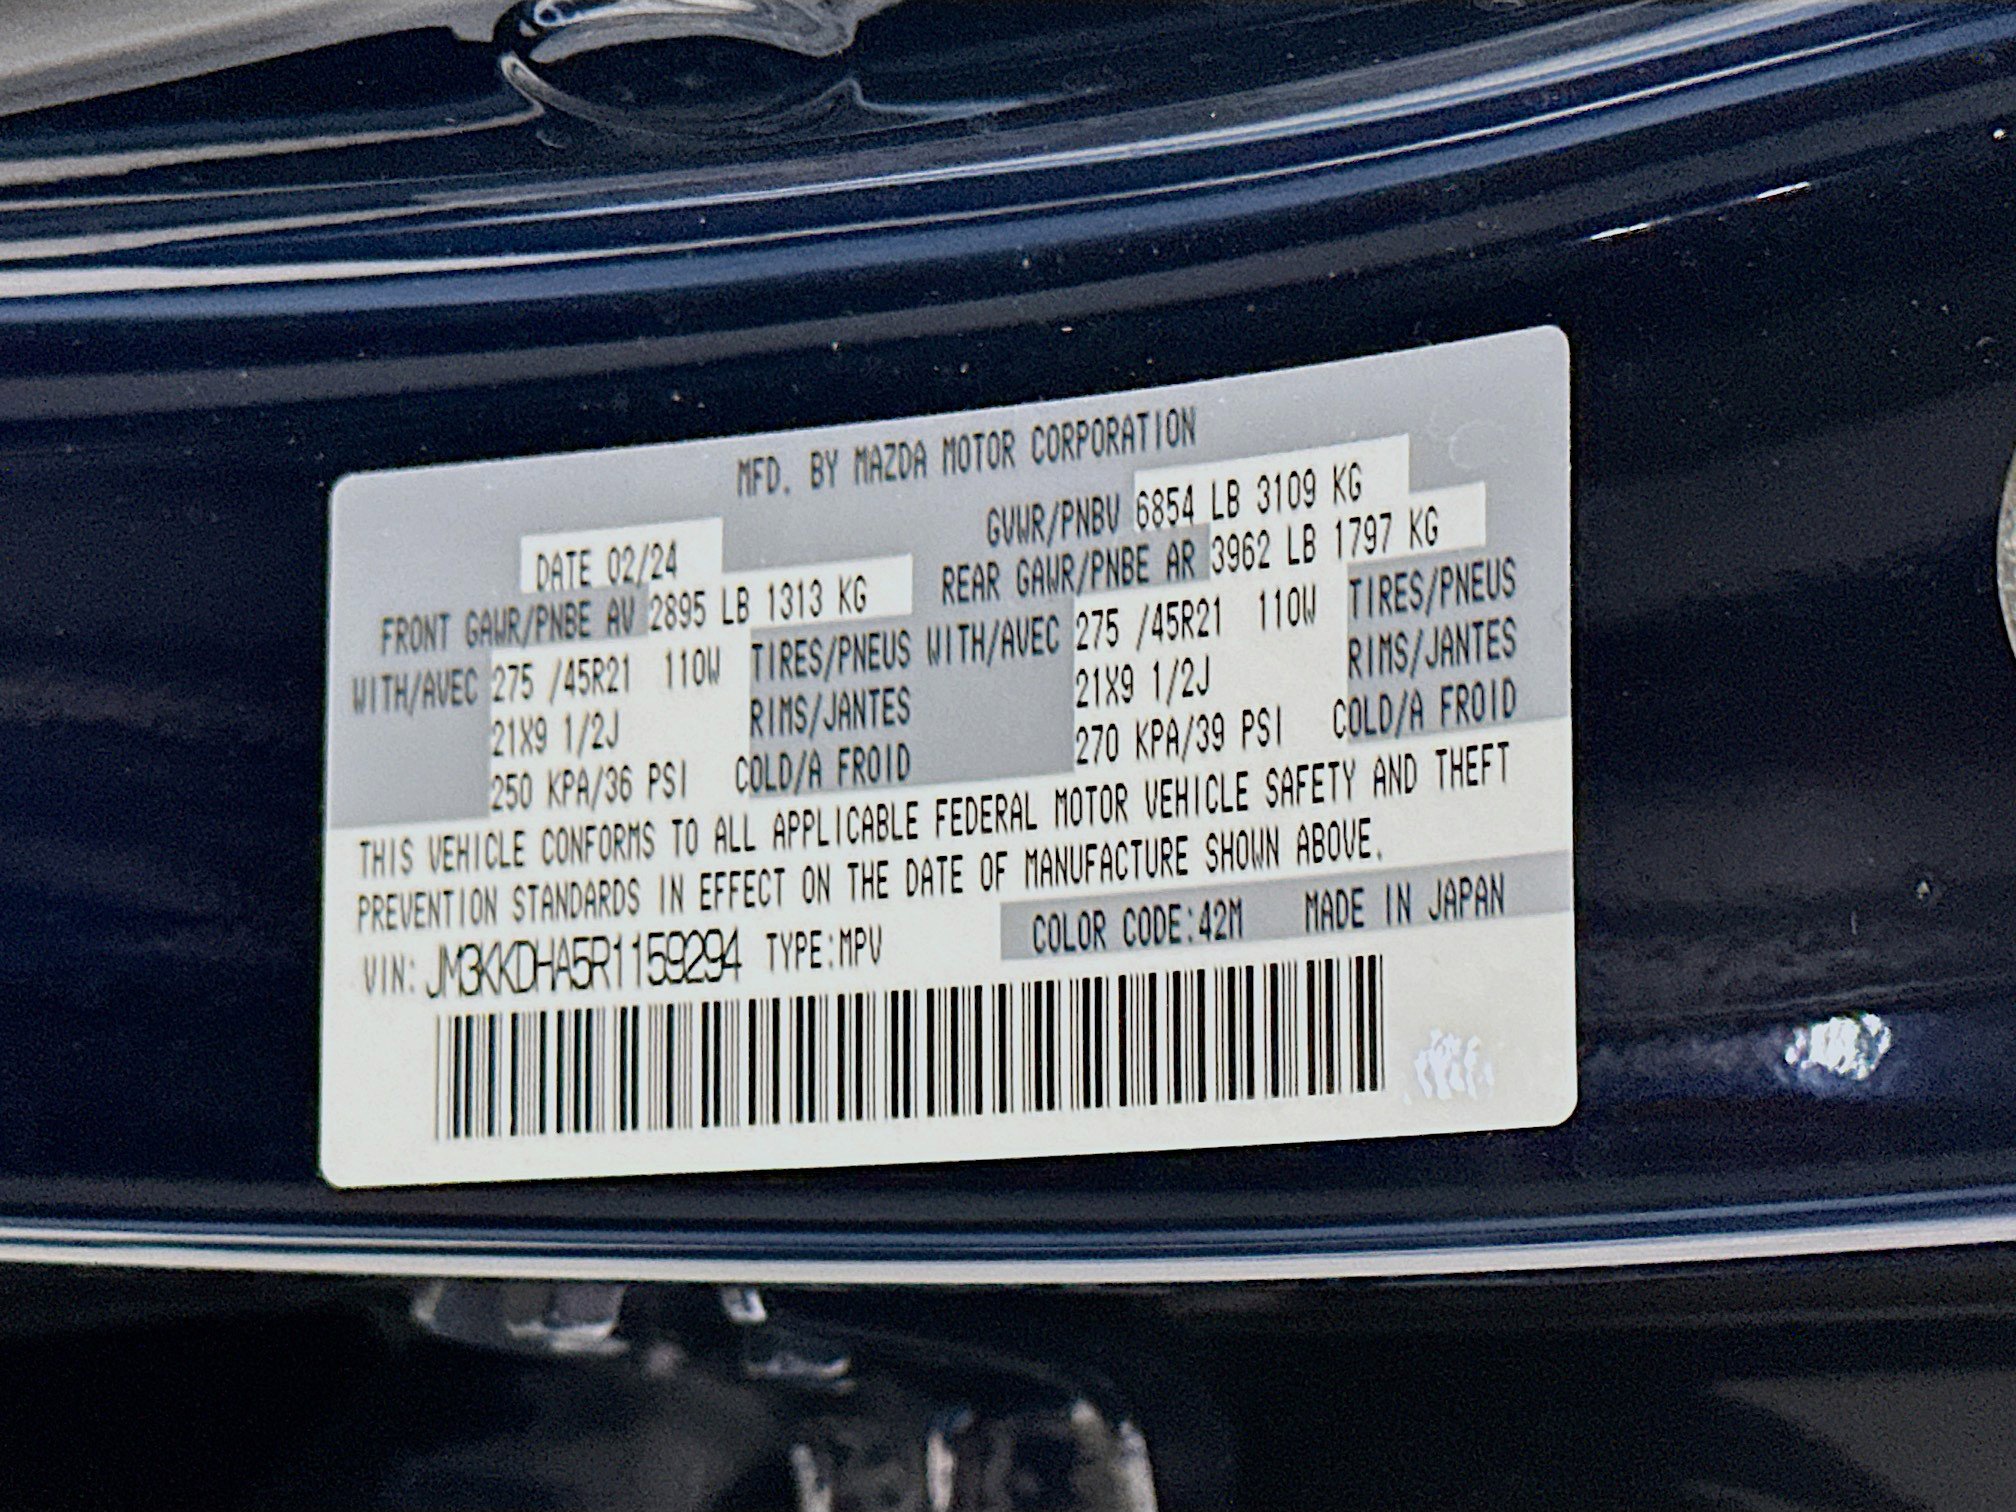 MFD. BY MAZDA MOTOR CORPORATION
DATE 02/24 GVWR/PNBV 6854 LB 3109 KG
FRONT GAWR/PNBE AV 2895 LB 1313 KG REAR GAWR/PNBE AR 3962 LB 1797 KG
WITH/AVEC 275 /45R21 110W TIRES/PNEUS WITH/AVEC 275 /45R21 110W TIRES/PNEUS
21X9 1/2J RIMS/JANTES 21X9 1/2J RIMS/JANTES
250 KPA/36 PSI COLD/A FROID 270 KPA/39 PSI COLD/A FROID
THIS VEHICLE CONFORMS TO ALL APPLICABLE FEDERAL MOTOR VEHICLE SAFETY AND THEFT
PREVENTION STANDARDS IN EFFECT ON THE DATE OF MANUFACTURE SHOWN ABOVE.
VIN: JM3KKDHA5R1159294 TYPE:MPV COLOR CODE:42M MADE IN JAPAN